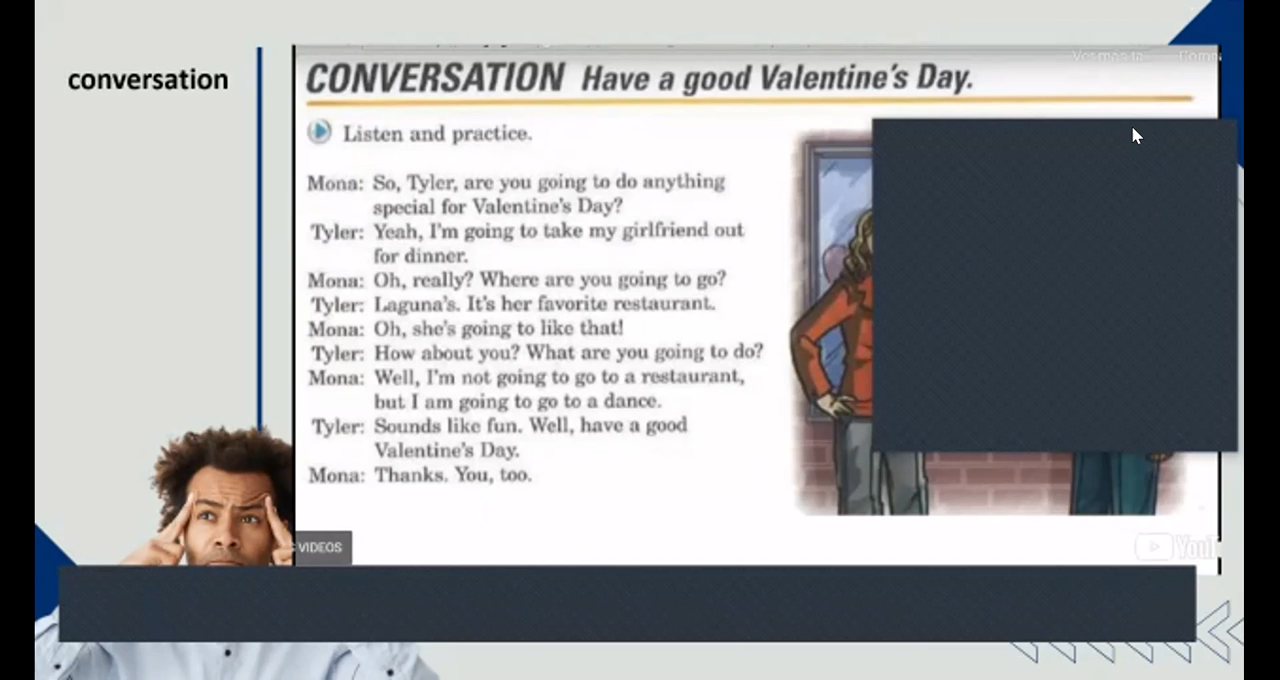 conversation
CONVERSATION Have a good Valentine's Day.
Listen and practice.
Mona: So, Tyler, are you going to do anything
special for Valentine's Day?
Tyler: Yeah, I'm going to take my girlfriend out
for dinner.
Mona: Oh, really? Where are you going to go?
Tyler: Laguna's. It's her favorite restaurant.
Mona: Oh, she's going to like that!
Tyler: How about you? What are you going to do?
Mona: Well, I'm not going to go to a restaurant,
but I am going to go to a dance.
Tyler: Sounds like fun. Well, have a good
Valentine's Day.
Mona: Thanks. You, too.
VIDEOS